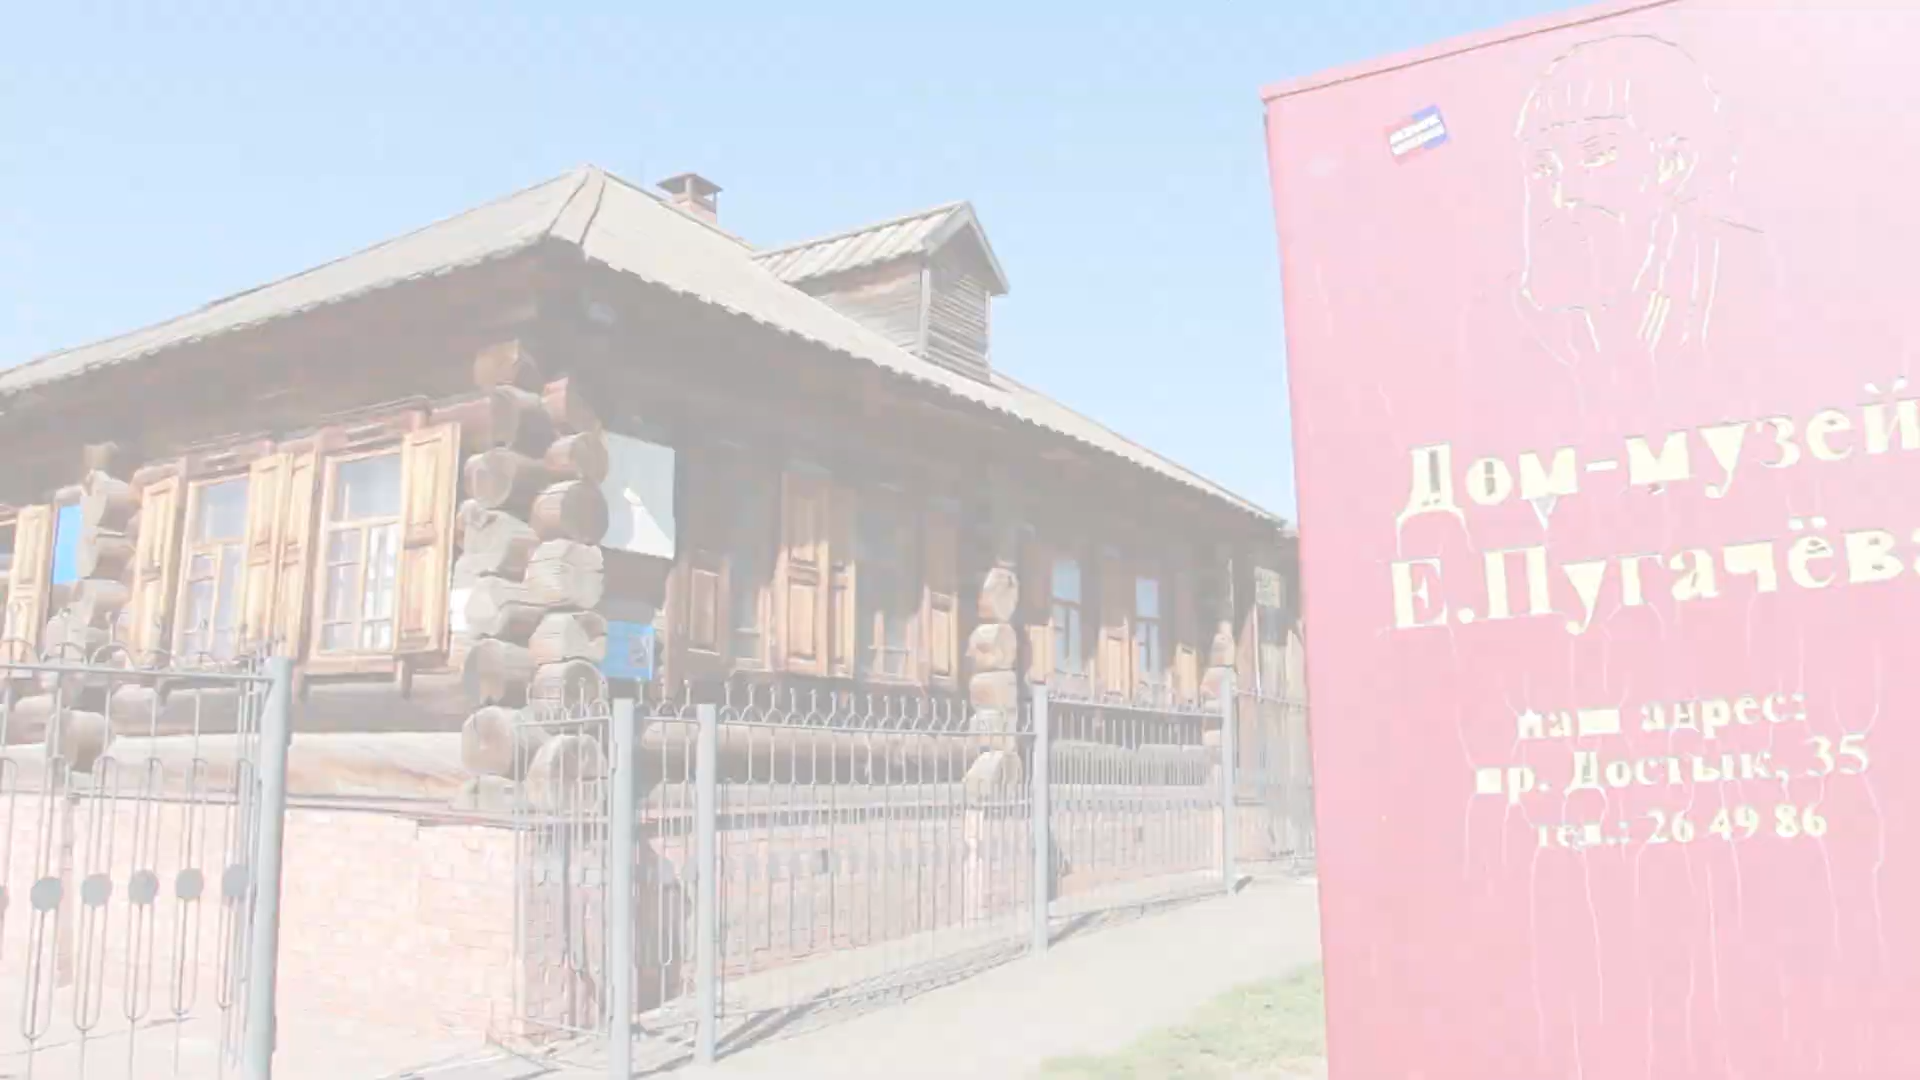 Дом-музей
Е.Пугачёва
наш адрес:
пр. Достык, 35
тел.: 26 49 86